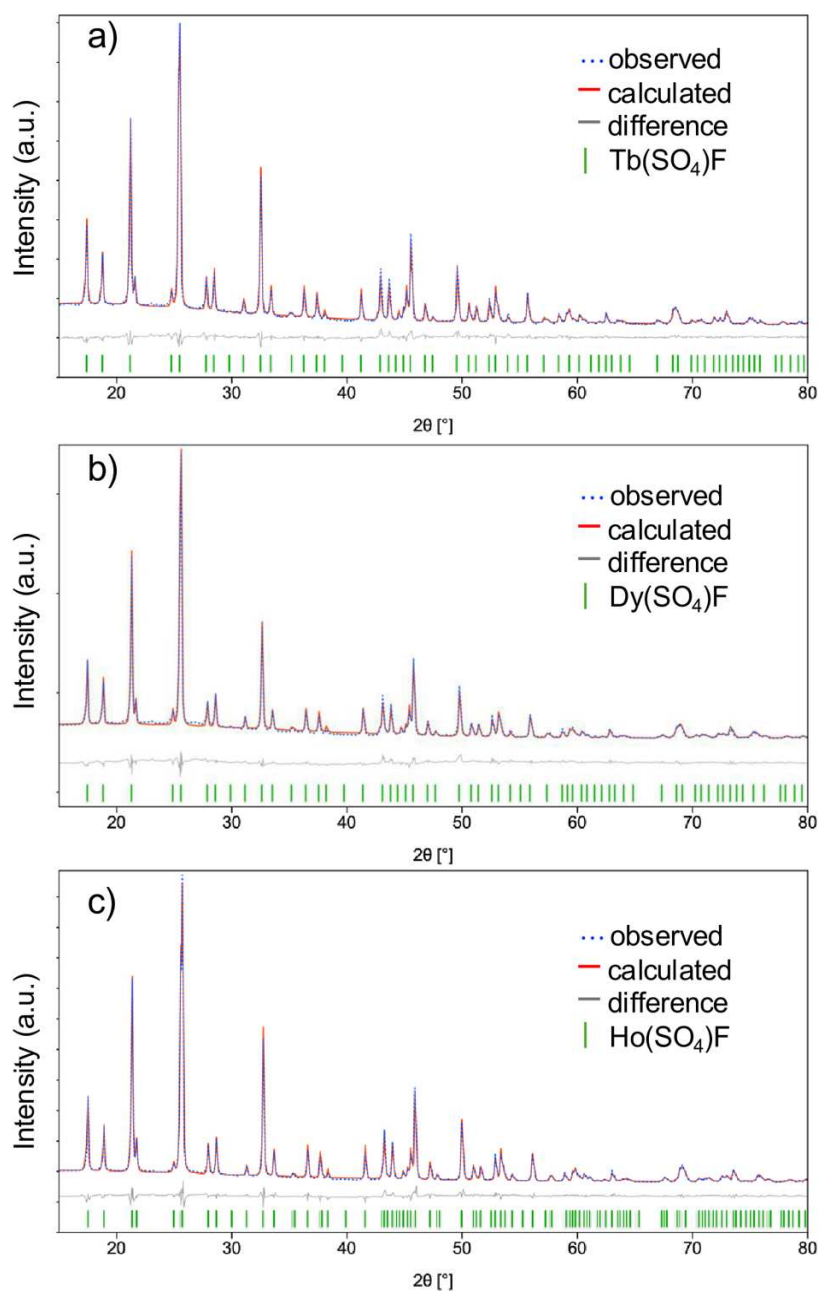 a)
observed
calculated
difference
Tb(SO₄)F
Intensity (a.u.)
20 30 40 50 60 70 80
2θ [°]
b)
observed
calculated
difference
Dy(SO₄)F
Intensity (a.u.)
20 30 40 50 60 70 80
2θ [°]
c)
observed
calculated
difference
Ho(SO₄)F
Intensity (a.u.)
20 30 40 50 60 70 80
2θ [°]